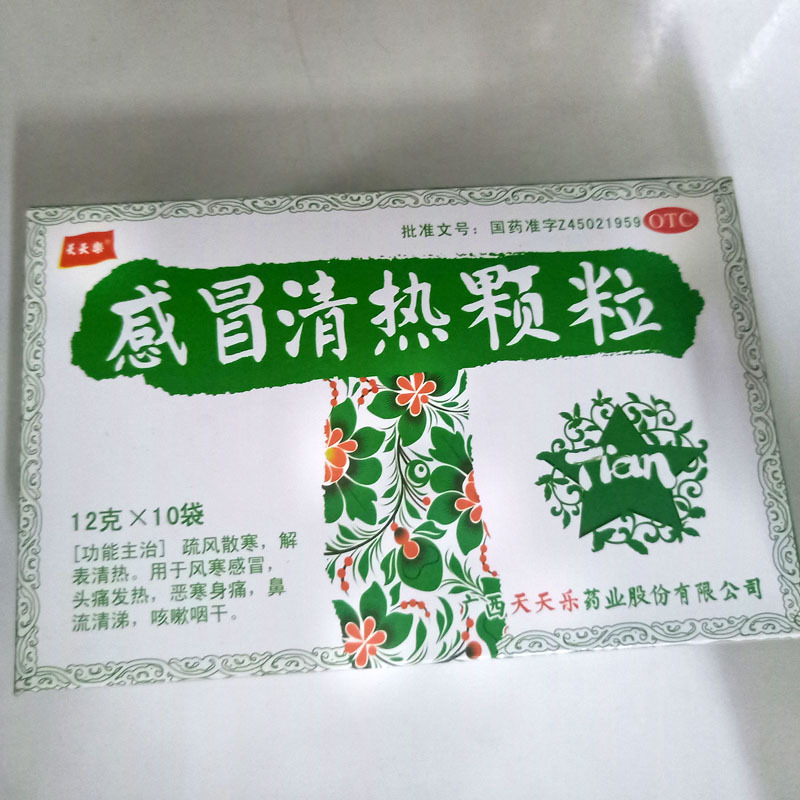 天天乐®
批准文号：国药准字Z45021959 OTC
感冒清热颗粒
Tian
12克×10袋
[功能主治] 疏风散寒，解
表清热。用于风寒感冒，
头痛发热，恶寒身痛，鼻
流清涕，咳嗽咽干。
广西天天乐药业股份有限公司